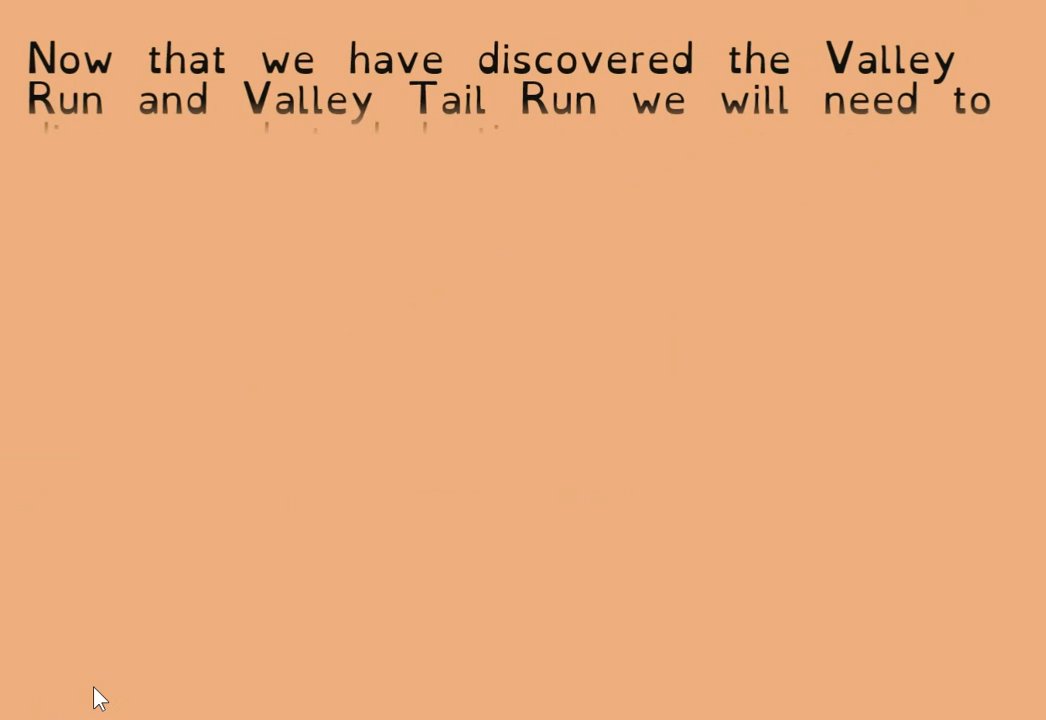 Now that we have discovered the Valley
Run and Valley Tail Run we will need to